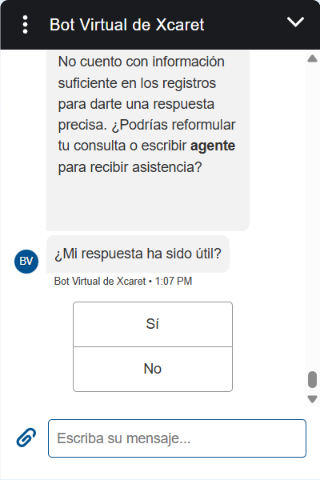 Bot Virtual de Xcaret
No cuento con información
suficiente en los registros
para darte una respuesta
precisa. ¿Podrías reformular
tu consulta o escribir agente
para recibir asistencia?
BV
¿Mi respuesta ha sido útil?
Bot Virtual de Xcaret • 1:07 PM
Sí
No
Escriba su mensaje...